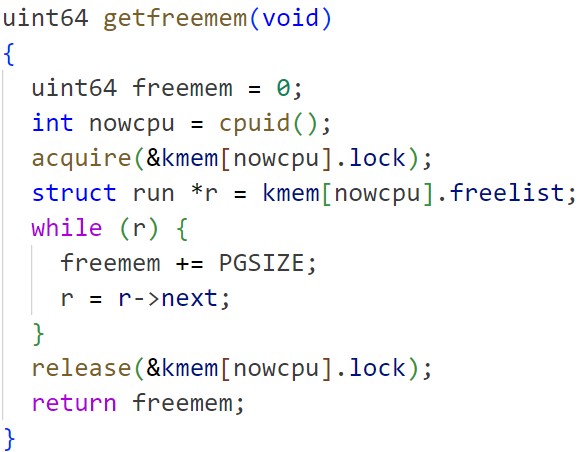 uint64 getfreemem(void)
{
  uint64 freemem = 0;
  int nowcpu = cpuid();
  acquire(&kmem[nowcpu].lock);
  struct run *r = kmem[nowcpu].freelist;
  while (r) {
    freemem += PGSIZE;
    r = r->next;
  }
  release(&kmem[nowcpu].lock);
  return freemem;
}